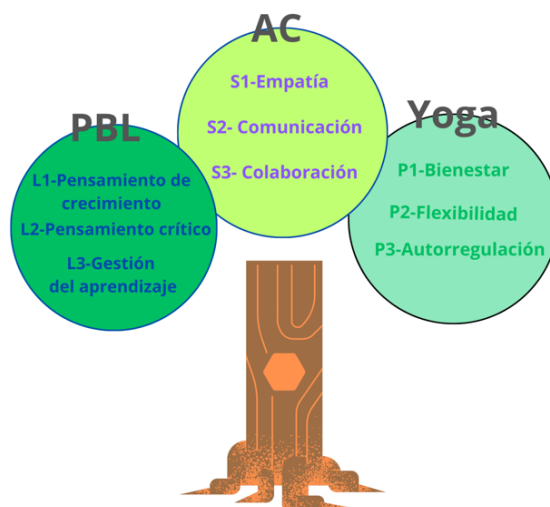 PBL
L1-Pensamiento de
crecimiento
L2-Pensamiento crítico
L3-Gestión
del aprendizaje
AC
S1-Empatía
S2- Comunicación
S3- Colaboración
Yoga
P1-Bienestar
P2-Flexibilidad
P3-Autorregulación